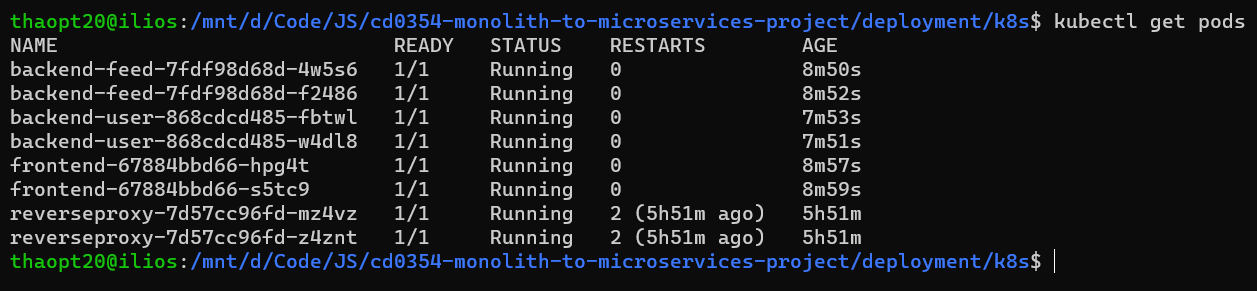 thaopt20@ilios:/mnt/d/Code/JS/cd0354-monolith-to-microservices-project/deployment/k8s$ kubectl get pods
NAME                            READY   STATUS    RESTARTS        AGE
backend-feed-7fdf98d68d-4w5s6   1/1     Running   0               8m50s
backend-feed-7fdf98d68d-f2486   1/1     Running   0               8m52s
backend-user-868cdcd485-fbtwl   1/1     Running   0               7m53s
backend-user-868cdcd485-w4dl8   1/1     Running   0               7m51s
frontend-67884bbd66-hpg4t       1/1     Running   0               8m57s
frontend-67884bbd66-s5tc9       1/1     Running   0               8m59s
reverseproxy-7d57cc96fd-mz4vz   1/1     Running   2 (5h51m ago)   5h51m
reverseproxy-7d57cc96fd-z4znt   1/1     Running   2 (5h51m ago)   5h51m
thaopt20@ilios:/mnt/d/Code/JS/cd0354-monolith-to-microservices-project/deployment/k8s$